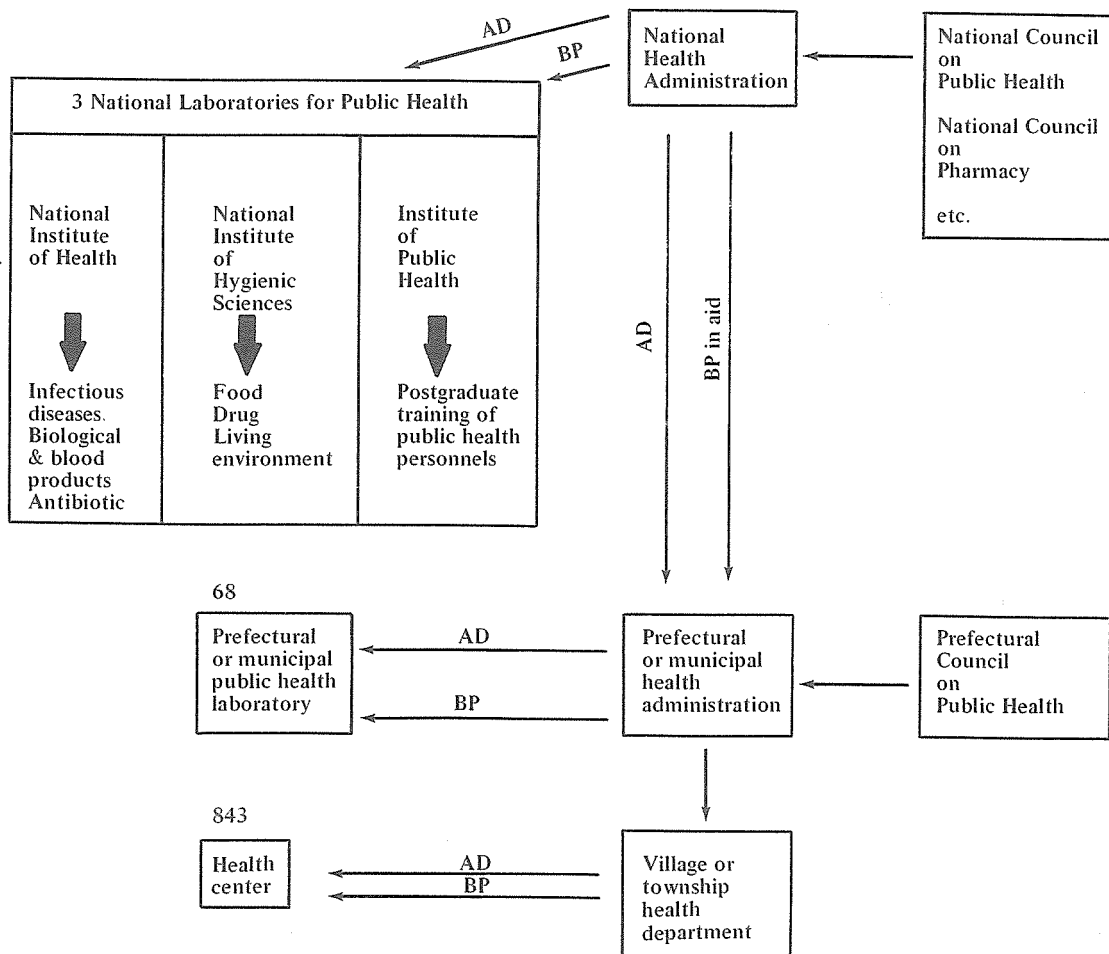 AD
BP
National
Health
Administration
National Council
on
Public Health
National Council
on
Pharmacy
etc.
3 National Laboratories for Public Health
National
Institute
of Health
National
Institute
of
Hygienic
Sciences
Institute
of
Public
Health
Infectious
diseases.
Biological
& blood
products
Antibiotic
Food
Drug
Living
environment
Postgraduate
training of
public health
personnels
AD
BP in aid
68
Prefectural
or municipal
public health
laboratory
AD
BP
Prefectural
or municipal
health
administration
Prefectural
Council
on
Public Health
843
Health
center
AD
BP
Village or
township
health
department